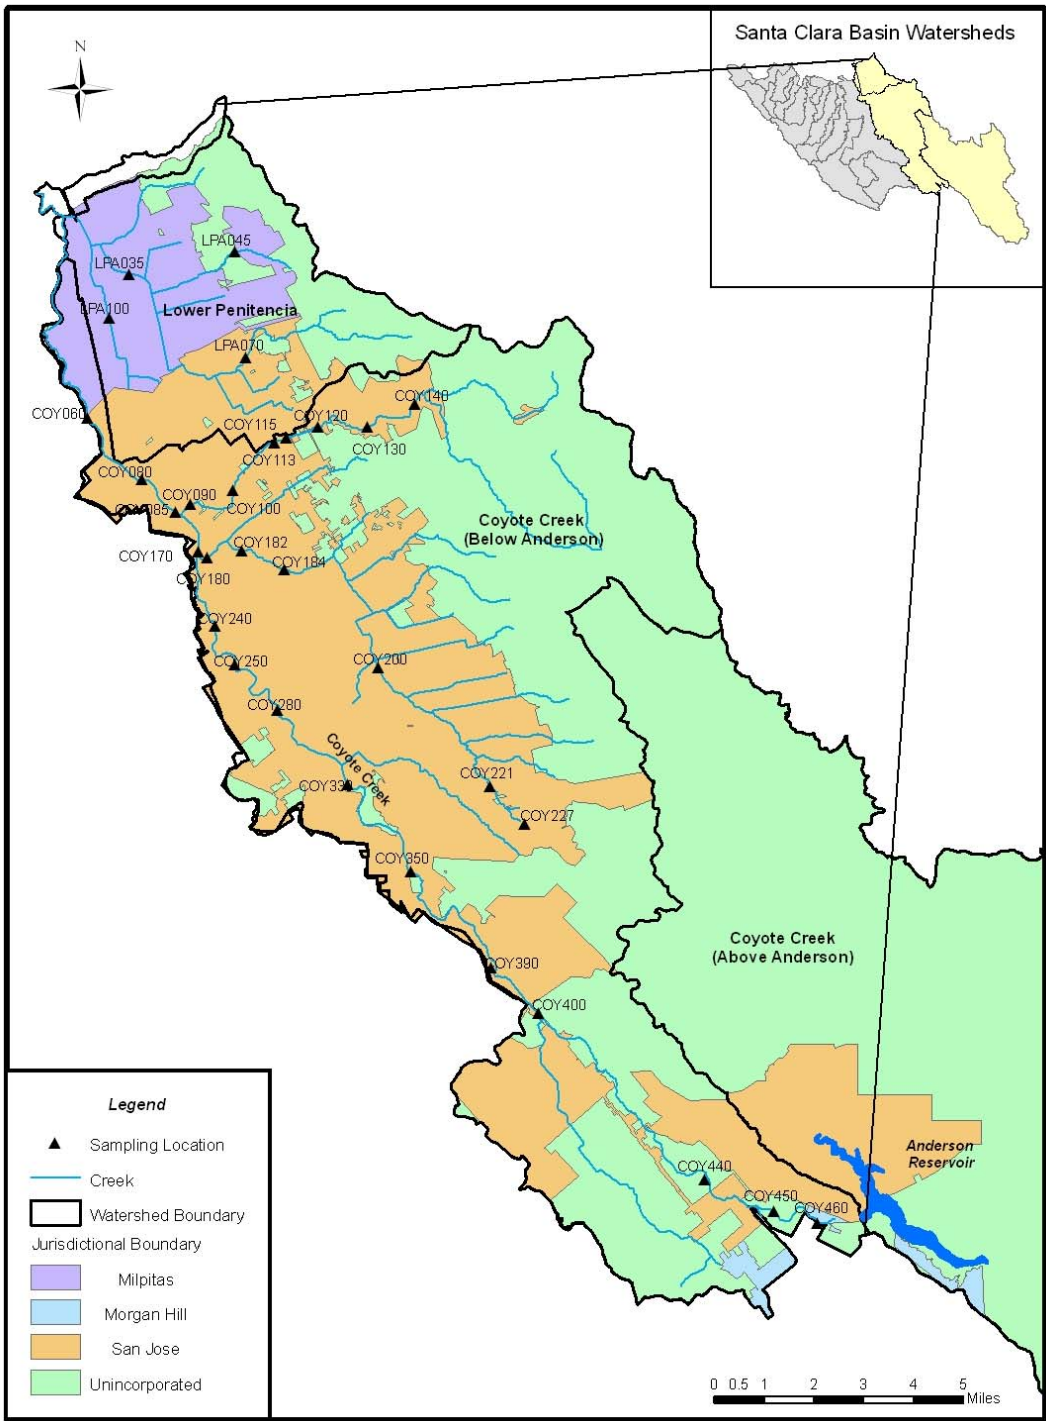 Santa Clara Basin Watersheds
N
LPA045
LPA035
LPA100
Lower Penitencia
LPA070
COY140
COY060
COY115
COY120
COY130
COY113
COY080
COY090
COY085
COY100
Coyote Creek
(Below Anderson)
COY182
COY170
COY184
COY180
COY240
COY250
COY200
COY280
Coyote Creek
COY221
COY330
COY227
COY350
Coyote Creek
(Above Anderson)
COY390
COY400
Legend
Sampling Location
Creek
Watershed Boundary
Jurisdictional Boundary
Milpitas
Morgan Hill
San Jose
Unincorporated
Anderson
Reservoir
COY440
COY450
COY460
0 0.5 1 2 3 4 5
Miles